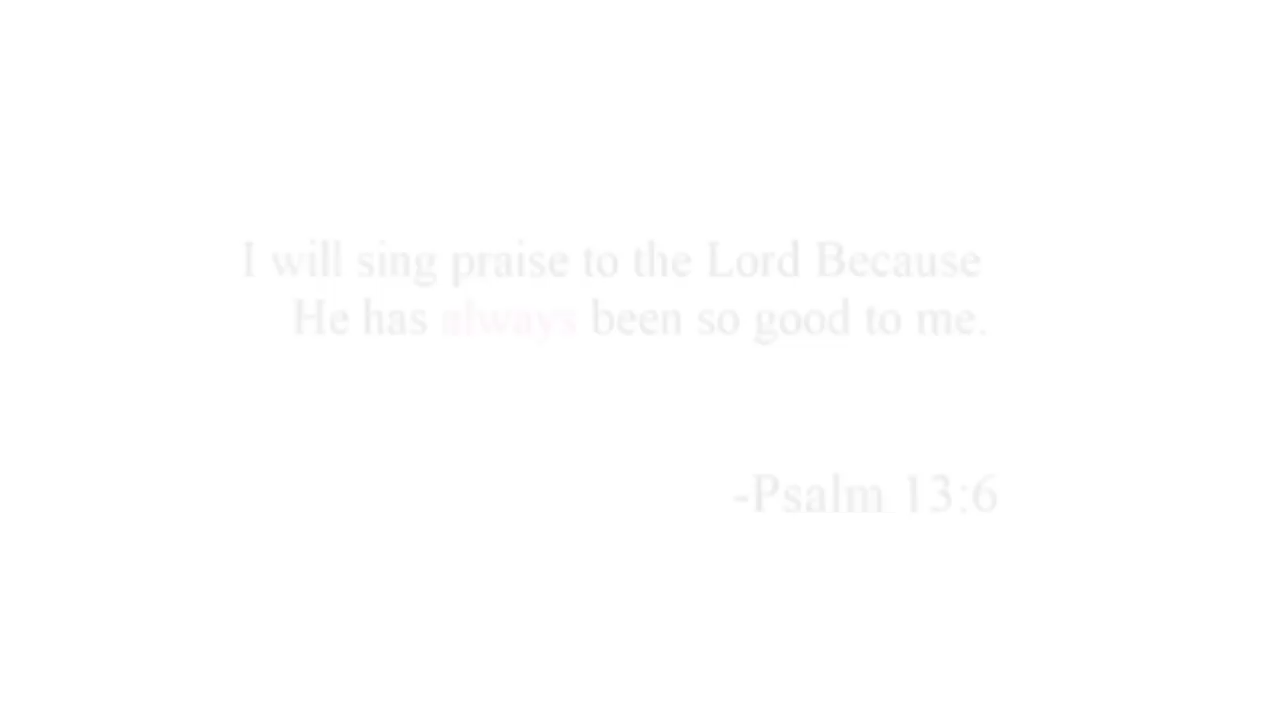 I will sing praise to the Lord Because
He has always been so good to me.
-Psalm 13:6